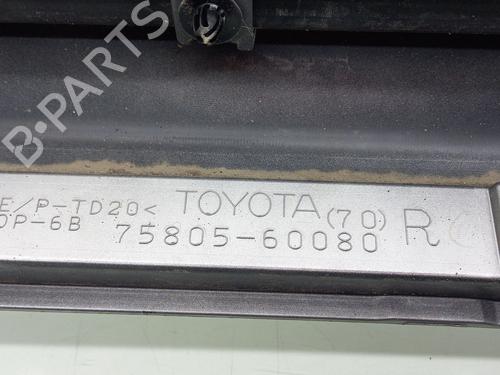 B-PARTS
E/P-TD20< TOYOTA (70) R
OP-6B 75805-60080